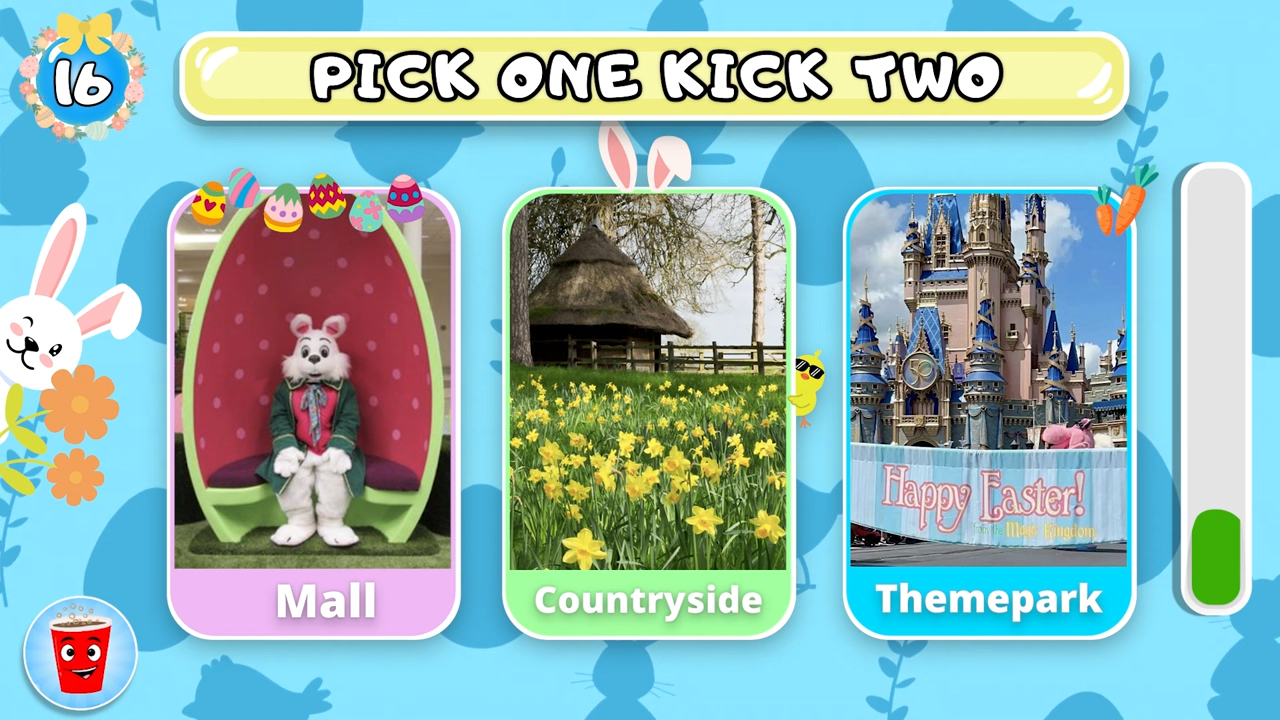 16
PICK ONE KICK TWO
Happy Easter!
from the Magic Kingdom
Mall
Countryside
Themepark